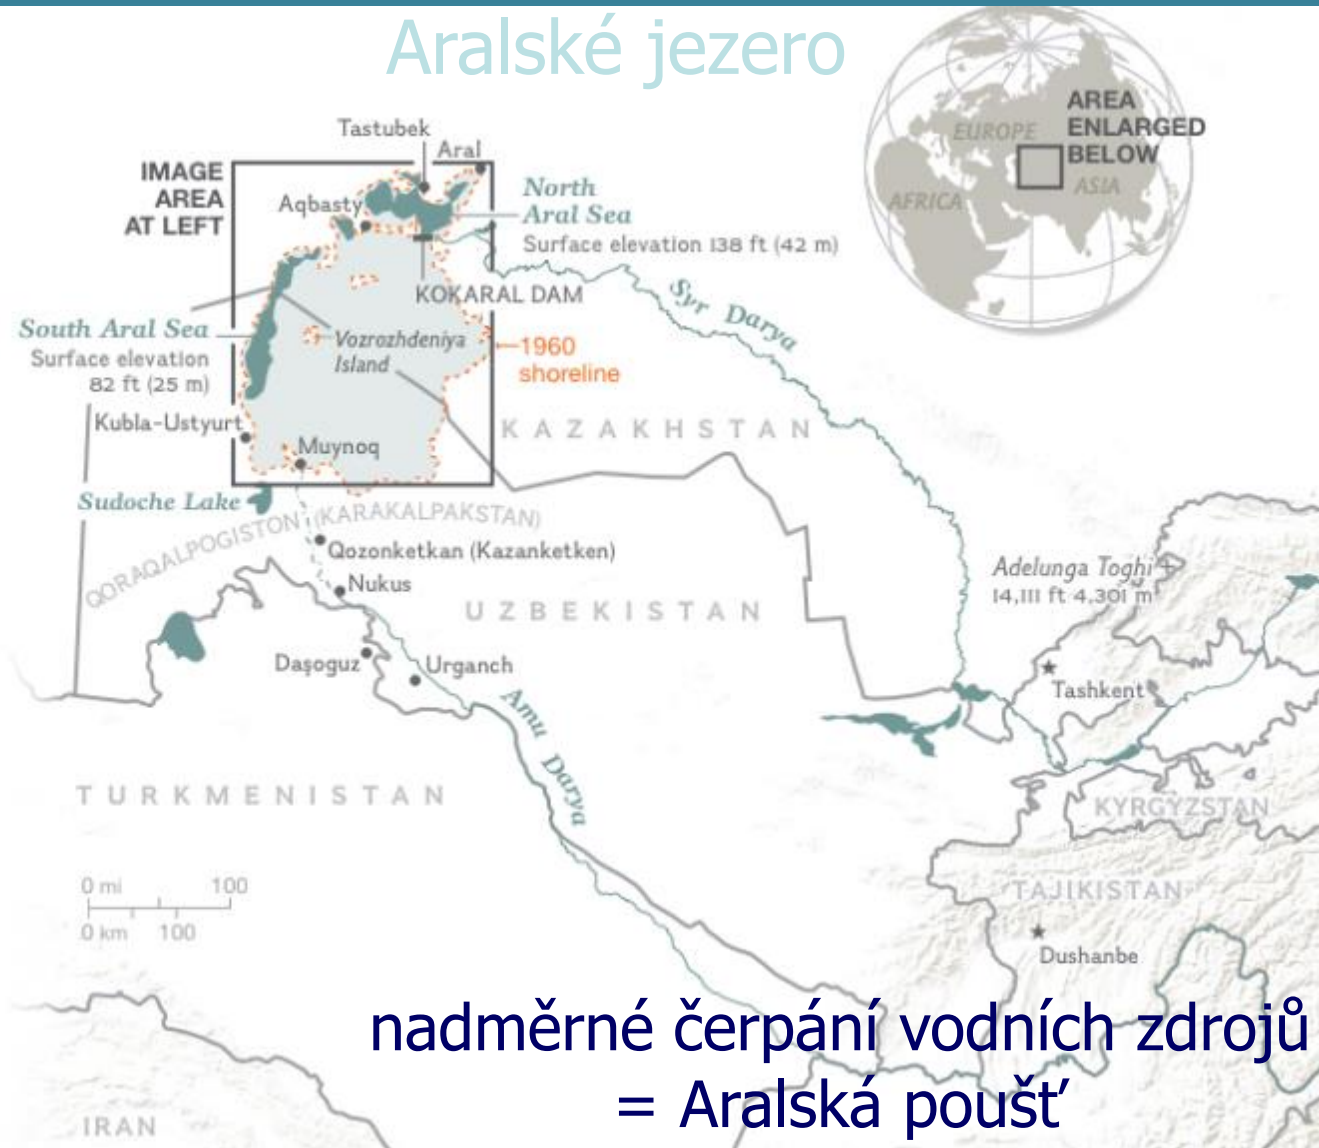 Aralské jezero
AREA
ENLARGED
BELOW
EUROPE
ASIA
AFRICA
Tastubek
Aral
IMAGE
AREA
AT LEFT
Aqbasty
North
Aral Sea
Surface elevation 138 ft (42 m)
KOKARAL DAM
Syr Darya
South Aral Sea
Surface elevation
82 ft (25 m)
Vozrozhdeniya
Island
1960
shoreline
Kubla-Ustyurt
Muynoq
KAZAKHSTAN
Sudoche Lake
QORAQALPOGISTON (KARAKALPAKSTAN)
Qozonketkan (Kazanketken)
Nukus
UZBEKISTAN
Adelunga Toghi
14,111 ft 4,301 m
Daşoguz
Urganch
Tashkent
Amu Darya
TURKMENISTAN
KYRGYZSTAN
0 mi 100
0 km 100
TAJIKISTAN
Dushanbe
nadměrné čerpání vodních zdrojů
= Aralská poušť
IRAN